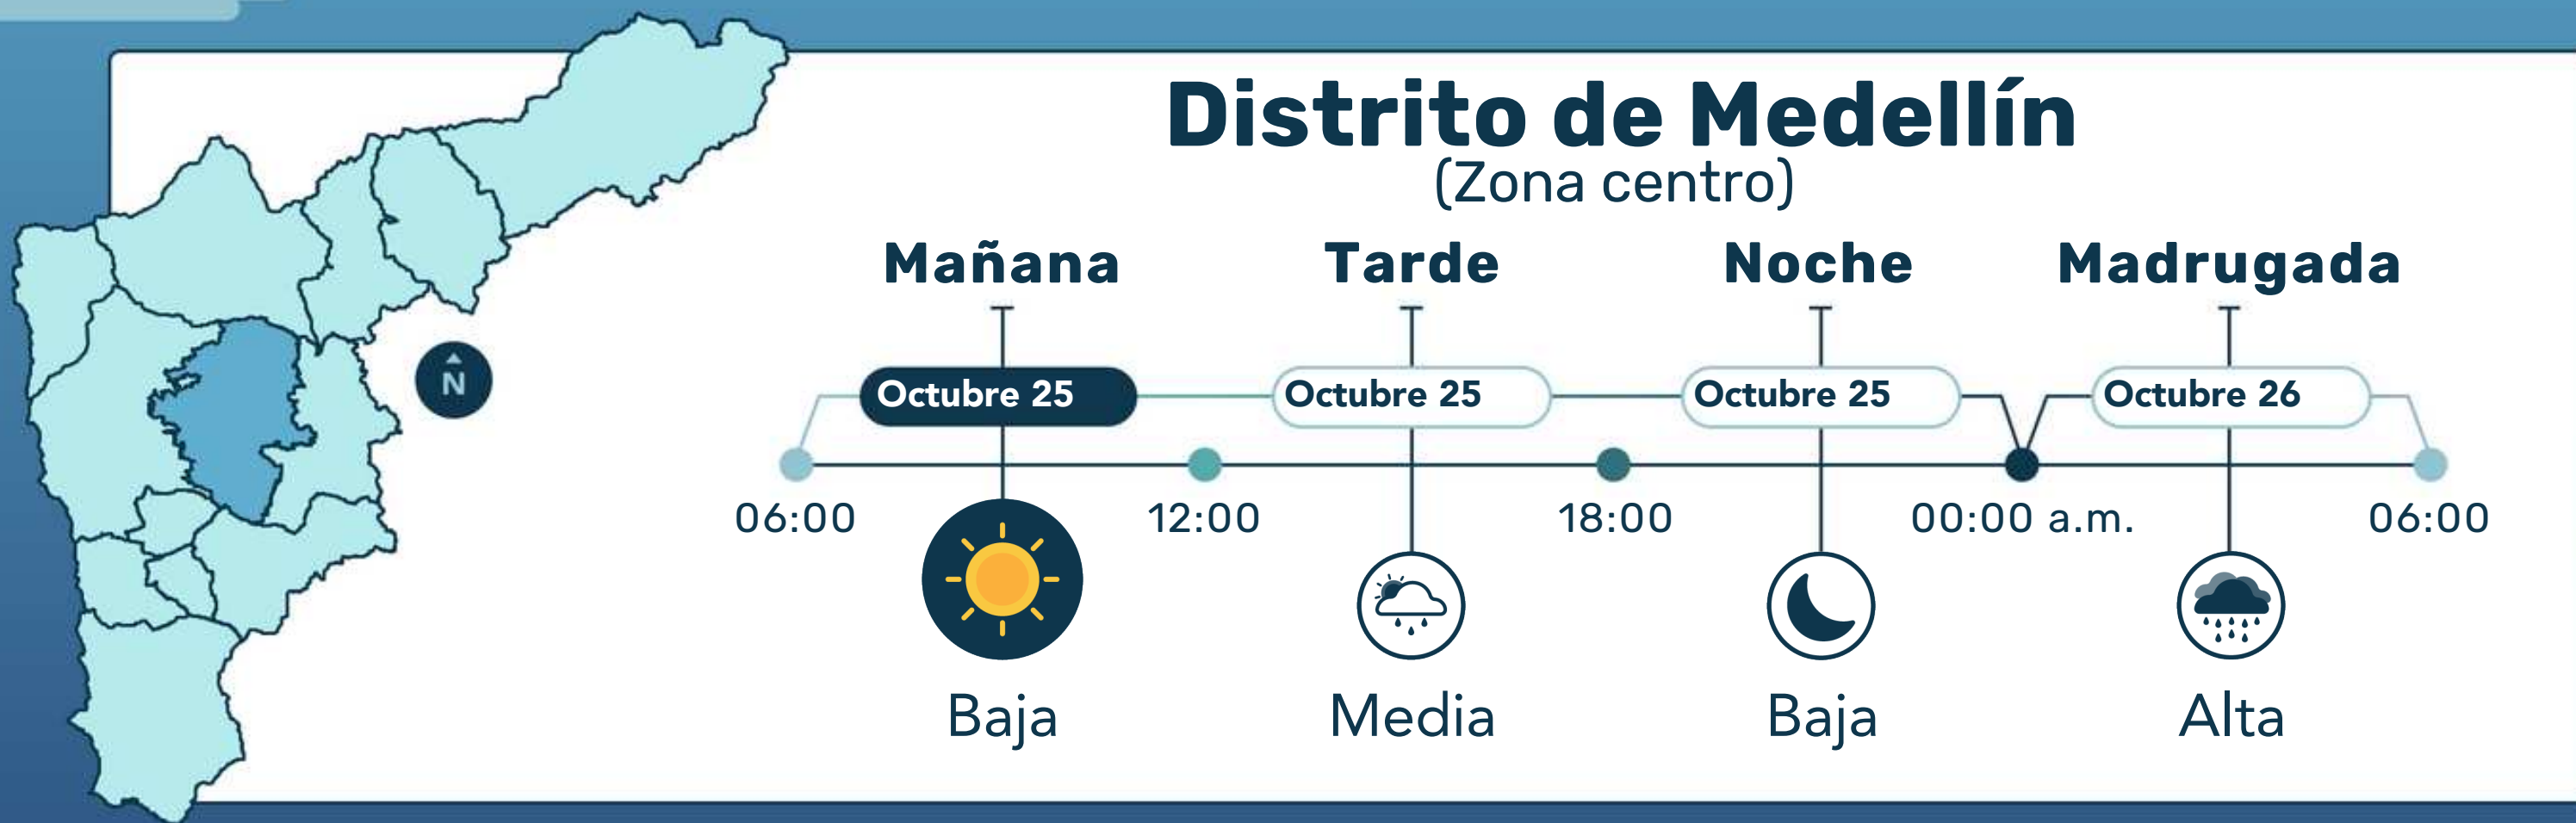 Distrito de Medellín
(Zona centro)
Mañana Tarde Noche Madrugada
Octubre 25 Octubre 25 Octubre 25 Octubre 26
N
06:00 12:00 18:00 00:00 a.m. 06:00
Baja Media Baja Alta